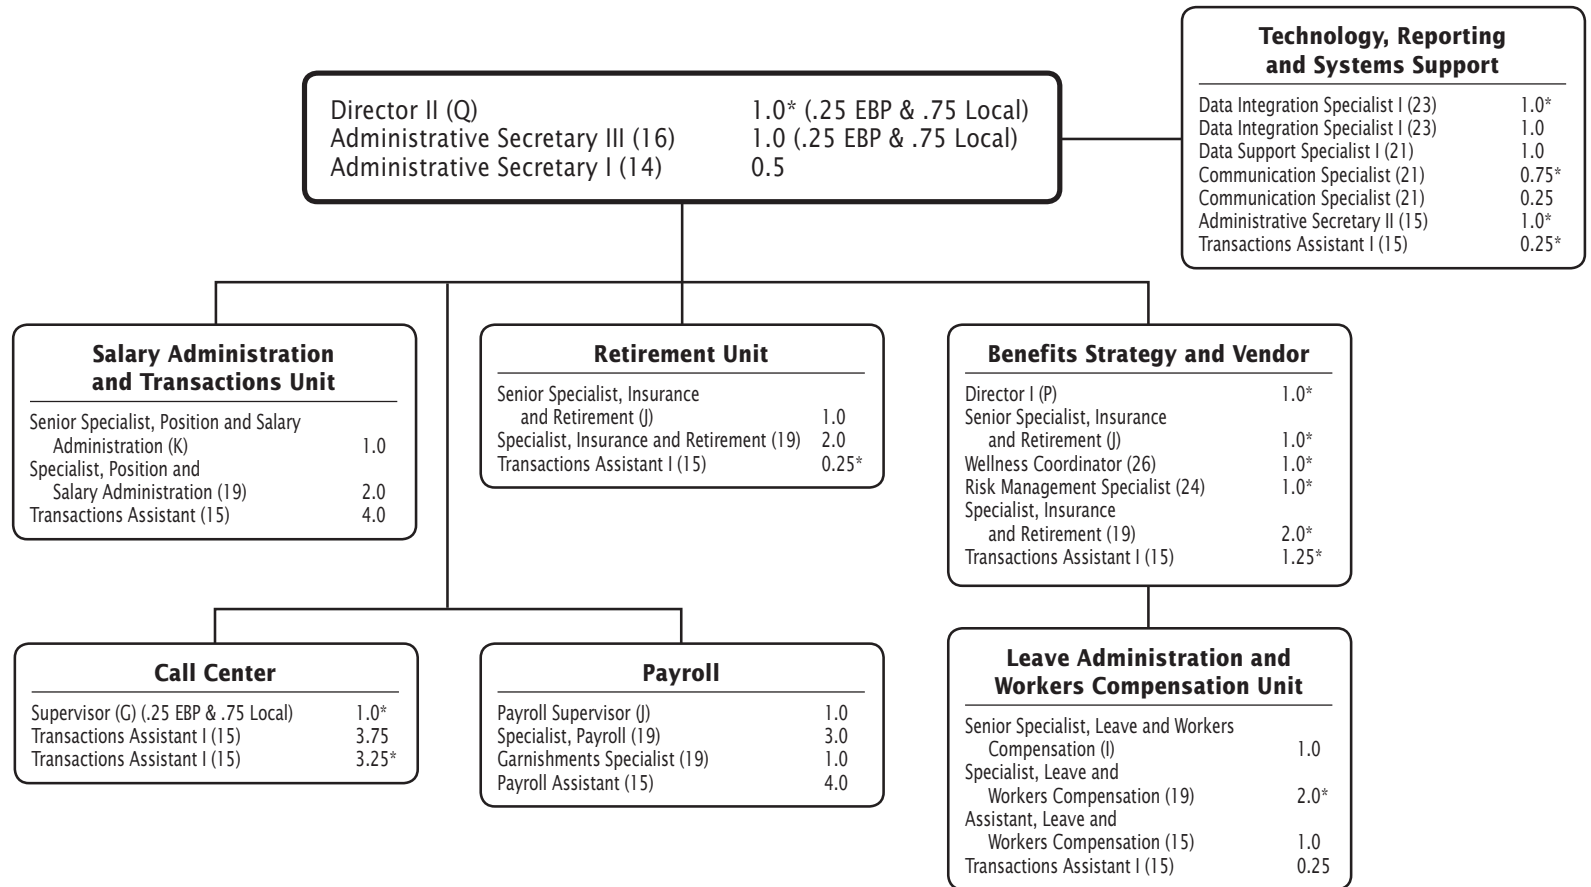 Technology, Reporting
and Systems Support
Data Integration Specialist I (23) 1.0*
Data Integration Specialist I (23) 1.0
Data Support Specialist I (21) 1.0
Communication Specialist (21) 0.75*
Communication Specialist (21) 0.25
Administrative Secretary II (15) 1.0*
Transactions Assistant I (15) 0.25*
Director II (Q) 1.0* (.25 EBP & .75 Local)
Administrative Secretary III (16) 1.0 (.25 EBP & .75 Local)
Administrative Secretary I (14) 0.5
Salary Administration
and Transactions Unit
Senior Specialist, Position and Salary
Administration (K) 1.0
Specialist, Position and
Salary Administration (19) 2.0
Transactions Assistant (15) 4.0
Retirement Unit
Senior Specialist, Insurance
and Retirement (J) 1.0
Specialist, Insurance and Retirement (19) 2.0
Transactions Assistant I (15) 0.25*
Benefits Strategy and Vendor
Director I (P) 1.0*
Senior Specialist, Insurance
and Retirement (J) 1.0*
Wellness Coordinator (26) 1.0*
Risk Management Specialist (24) 1.0*
Specialist, Insurance
and Retirement (19) 2.0*
Transactions Assistant I (15) 1.25*
Call Center
Supervisor (G) (.25 EBP & .75 Local) 1.0*
Transactions Assistant I (15) 3.75
Transactions Assistant I (15) 3.25*
Payroll
Payroll Supervisor (J) 1.0
Specialist, Payroll (19) 3.0
Garnishments Specialist (19) 1.0
Payroll Assistant (15) 4.0
Leave Administration and
Workers Compensation Unit
Senior Specialist, Leave and Workers
Compensation (I) 1.0
Specialist, Leave and
Workers Compensation (19) 2.0*
Assistant, Leave and
Workers Compensation (15) 1.0
Transactions Assistant I (15) 0.25